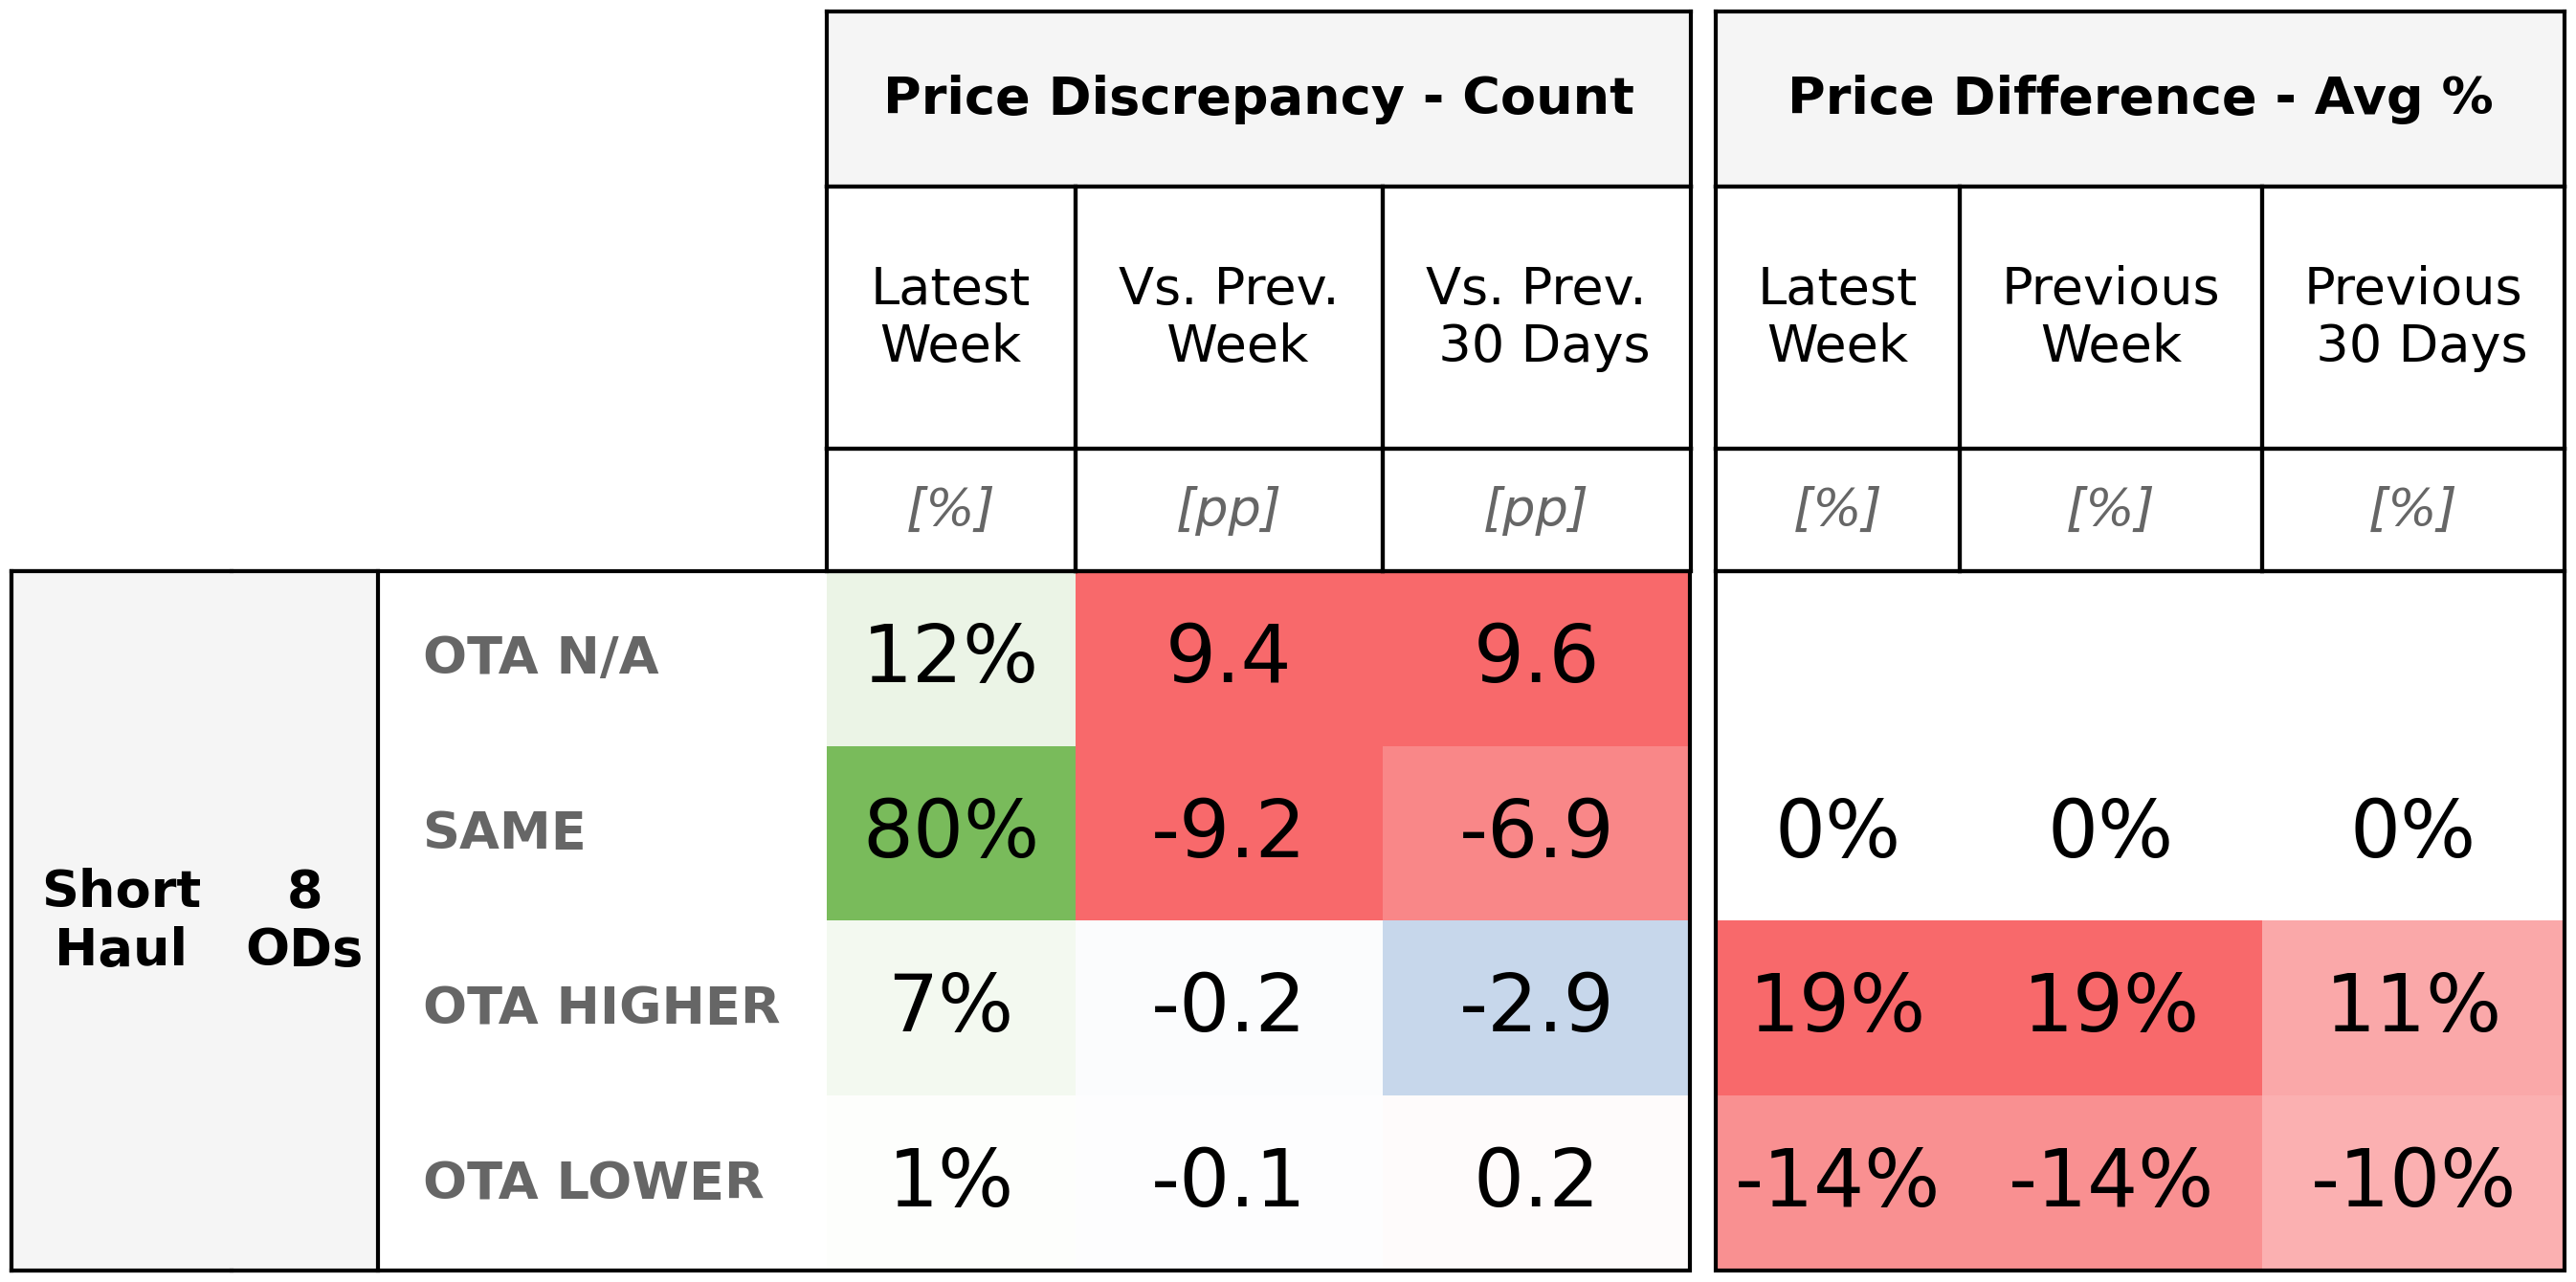 Price Discrepancy - Count
Price Difference - Avg %
Latest Week
Vs. Prev. Week
Vs. Prev. 30 Days
Latest Week
Previous Week
Previous 30 Days
[%] [pp] [pp] [%] [%] [%]
Short Haul
8 ODs
OTA N/A 12% 9.4 9.6
SAME 80% -9.2 -6.9 0% 0% 0%
OTA HIGHER 7% -0.2 -2.9 19% 19% 11%
OTA LOWER 1% -0.1 0.2 -14% -14% -10%